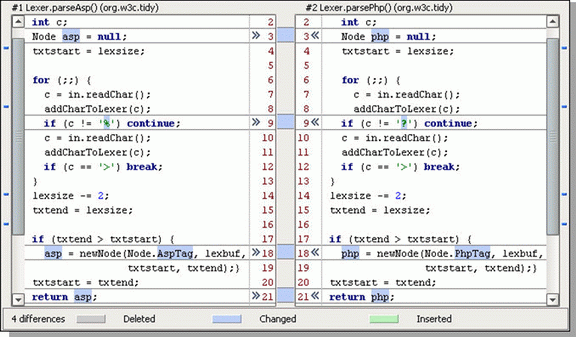 #1 Lexer.parseAsp() (org.w3c.tidy)
int c;
Node asp = null;
txtstart = lexsize;
for (;;) {
c = in.readChar();
addCharToLexer(c);
if (c != '%') continue;
c = in.readChar();
addCharToLexer(c);
if (c == '>') break;
}
lexsize -= 2;
txtend = lexsize;
if (txtend > txtstart) {
asp = newNode(Node.AspTag, lexbuf,
txtstart, txtend);}
txtstart = txtend;
return asp;
2
» 3
4
5
6
7
8
» 9
10
11
12
13
14
15
16
17
» 18
19
20
» 21
#2 Lexer.parsePhp() (org.w3c.tidy)
2
3 «
4
5
6
7
8
9 «
10
11
12
13
14
15
16
17
18 «
19
20
21 «
int c;
Node php = null;
txtstart = lexsize;
for (;;) {
c = in.readChar();
addCharToLexer(c);
if (c != '?') continue;
c = in.readChar();
addCharToLexer(c);
if (c == '>') break;
}
lexsize -= 2;
txtend = lexsize;
if (txtend > txtstart) {
php = newNode(Node.PhpTag, lexbuf,
txtstart, txtend);}
txtstart = txtend;
return php;
4 differences Deleted Changed Inserted